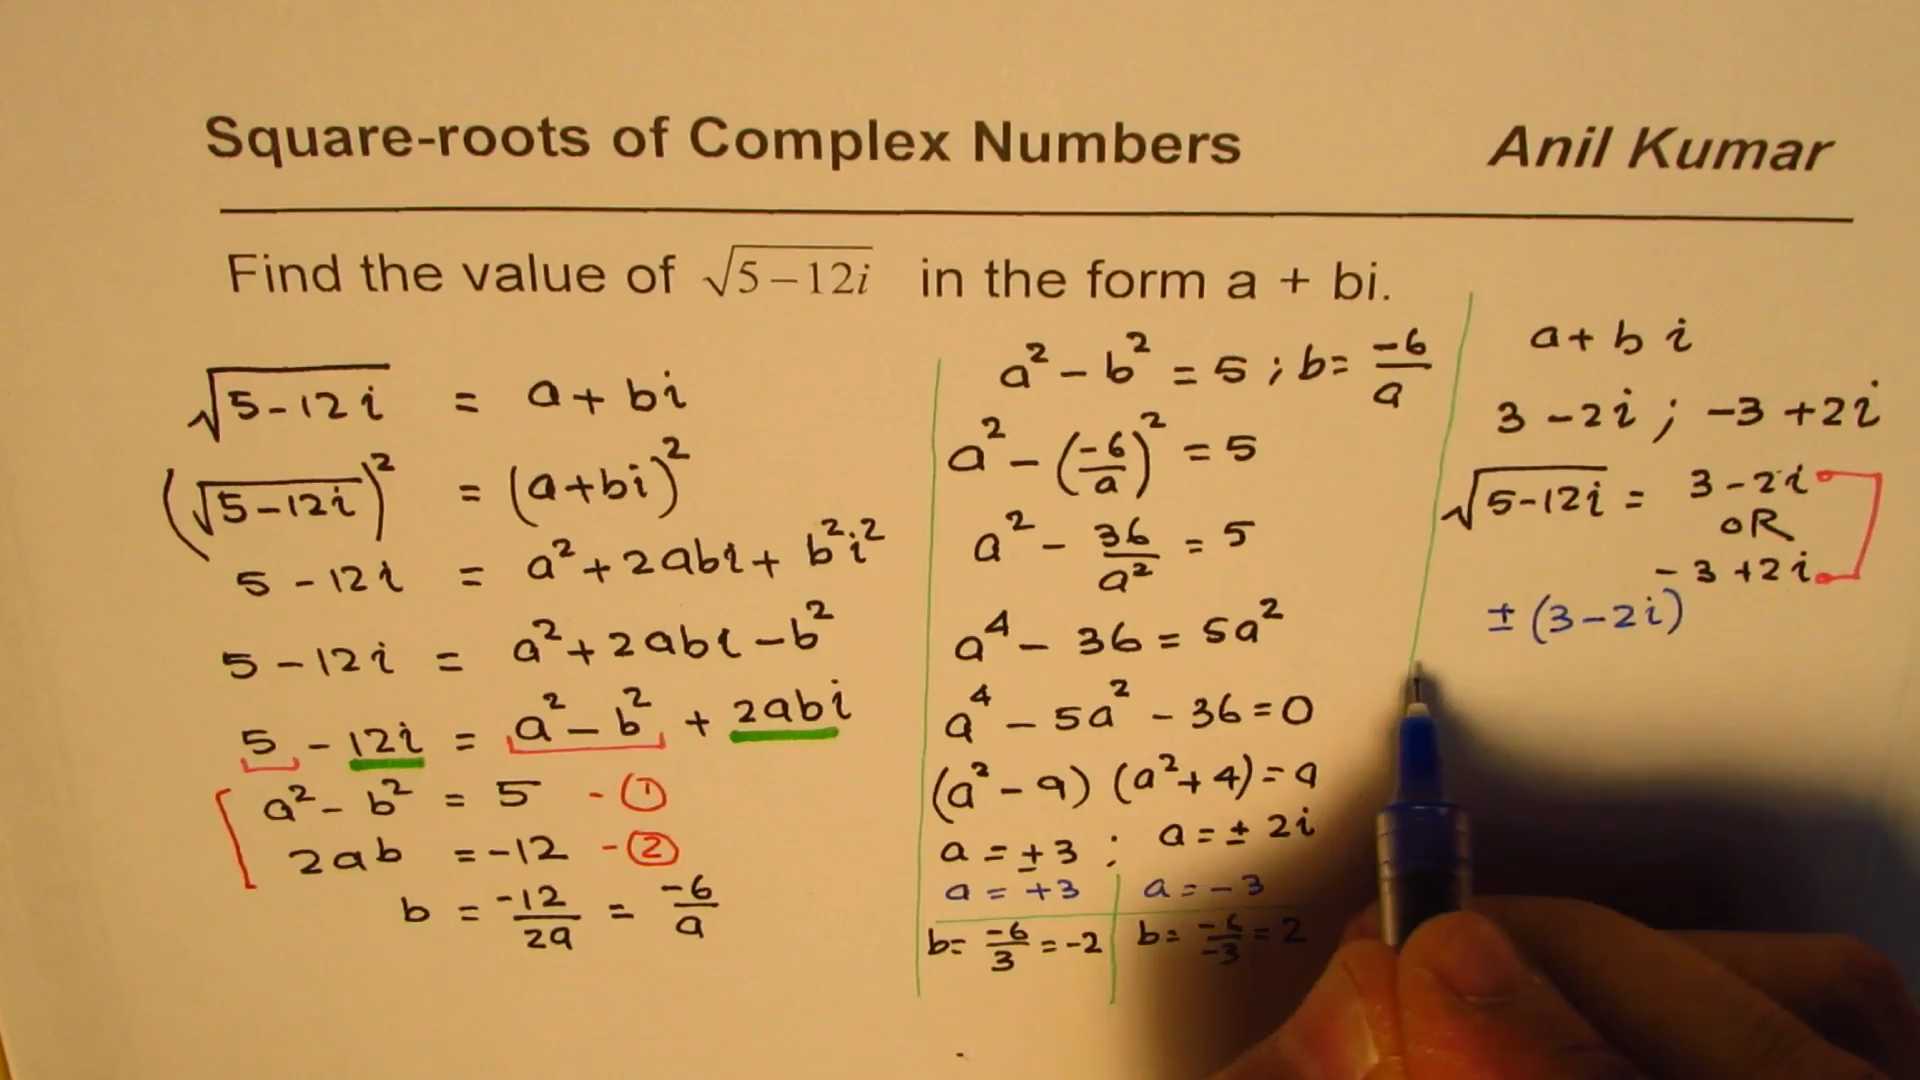 Square-roots of Complex Numbers
Anil Kumar
Find the value of √(5−12i) in the form a + bi.
√(5-12i) = a + bi
(√(5-12i))² = (a+bi)²
5 - 12i = a² + 2abi + b²i²
5 - 12i = a² + 2abi - b²
5 - 12i = a² - b² + 2abi
a² - b² = 5 - ①
2ab = -12 - ②
b = -12/2a = -6/a
a² - b² = 5 ; b = -6/a
a² - (-6/a)² = 5
a² - 36/a² = 5
a⁴ - 36 = 5a²
a⁴ - 5a² - 36 = 0
(a² - 9) (a² + 4) = 0
a = ±3 ; a = ± 2i
a = +3
a = -3
b = -6/3 = -2
b = -6/-3 = 2
a + b i
3 - 2i ; -3 + 2i
√(5-12i) = 3 - 2i
OR
- 3 + 2i
± (3 - 2i)